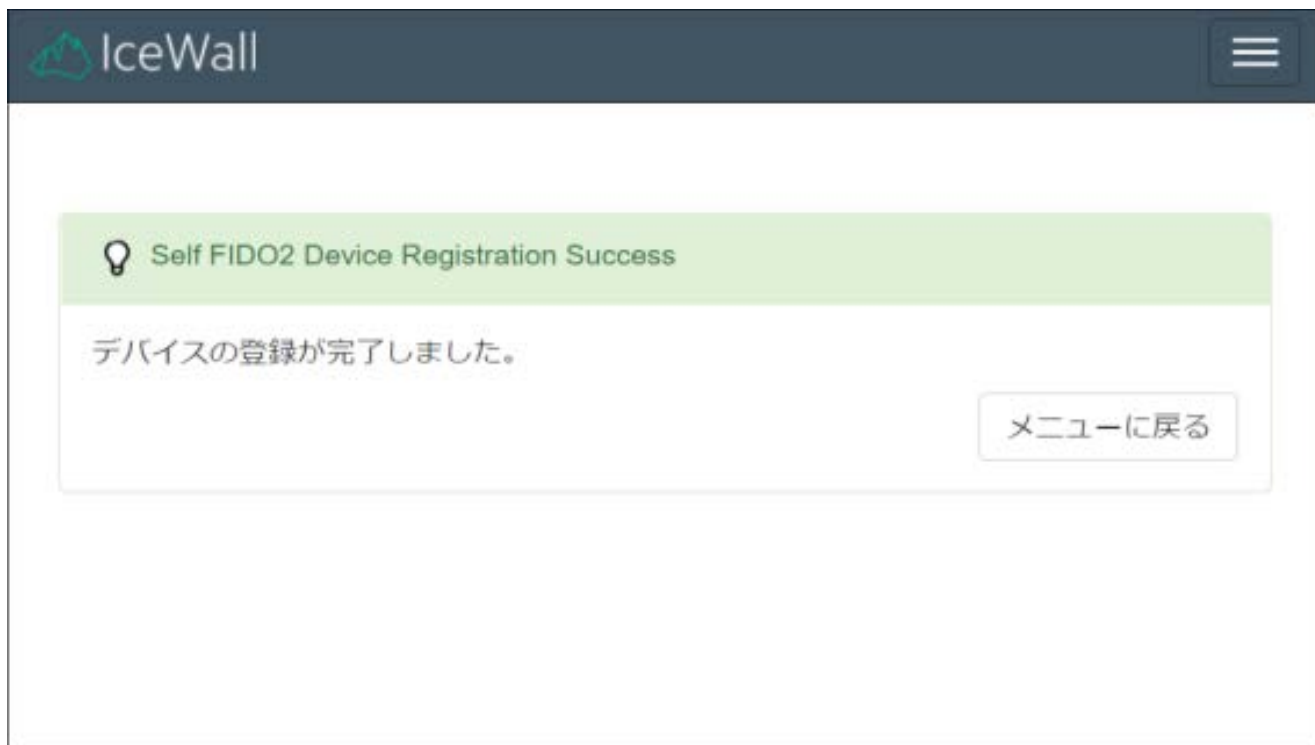 IceWall
Self FIDO2 Device Registration Success
デバイスの登録が完了しました。
メニューに戻る